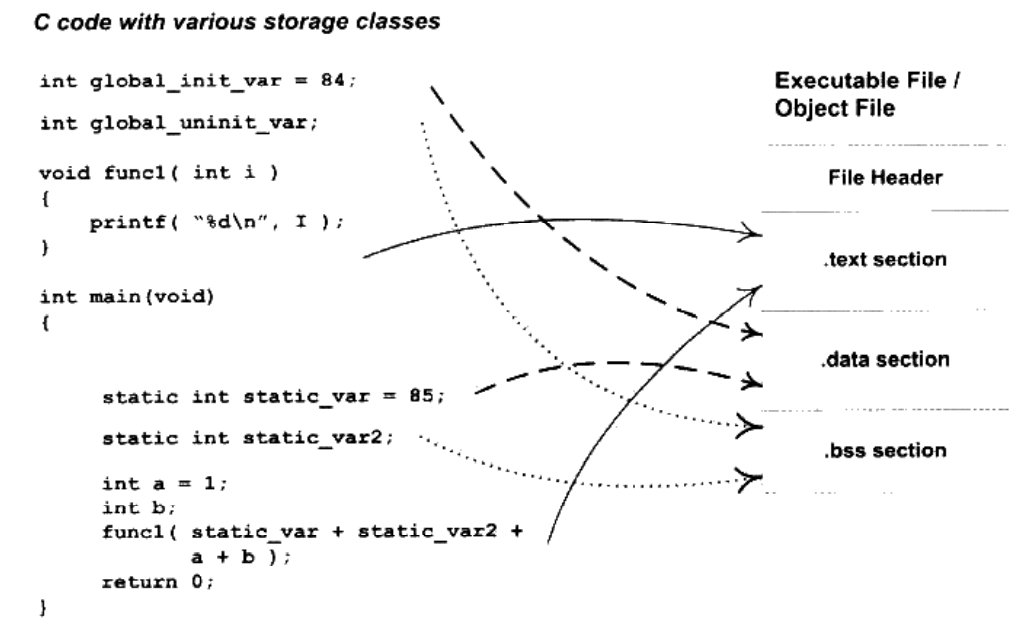 C code with various storage classes
int global_init_var = 84;
int global_uninit_var;
void func1( int i )
{
printf( "%d\n", I );
}
int main(void)
{
static int static_var = 85;
static int static_var2;
int a = 1;
int b;
func1( static_var + static_var2 +
a + b );
return 0;
}
Executable File /
Object File
File Header
.text section
.data section
.bss section